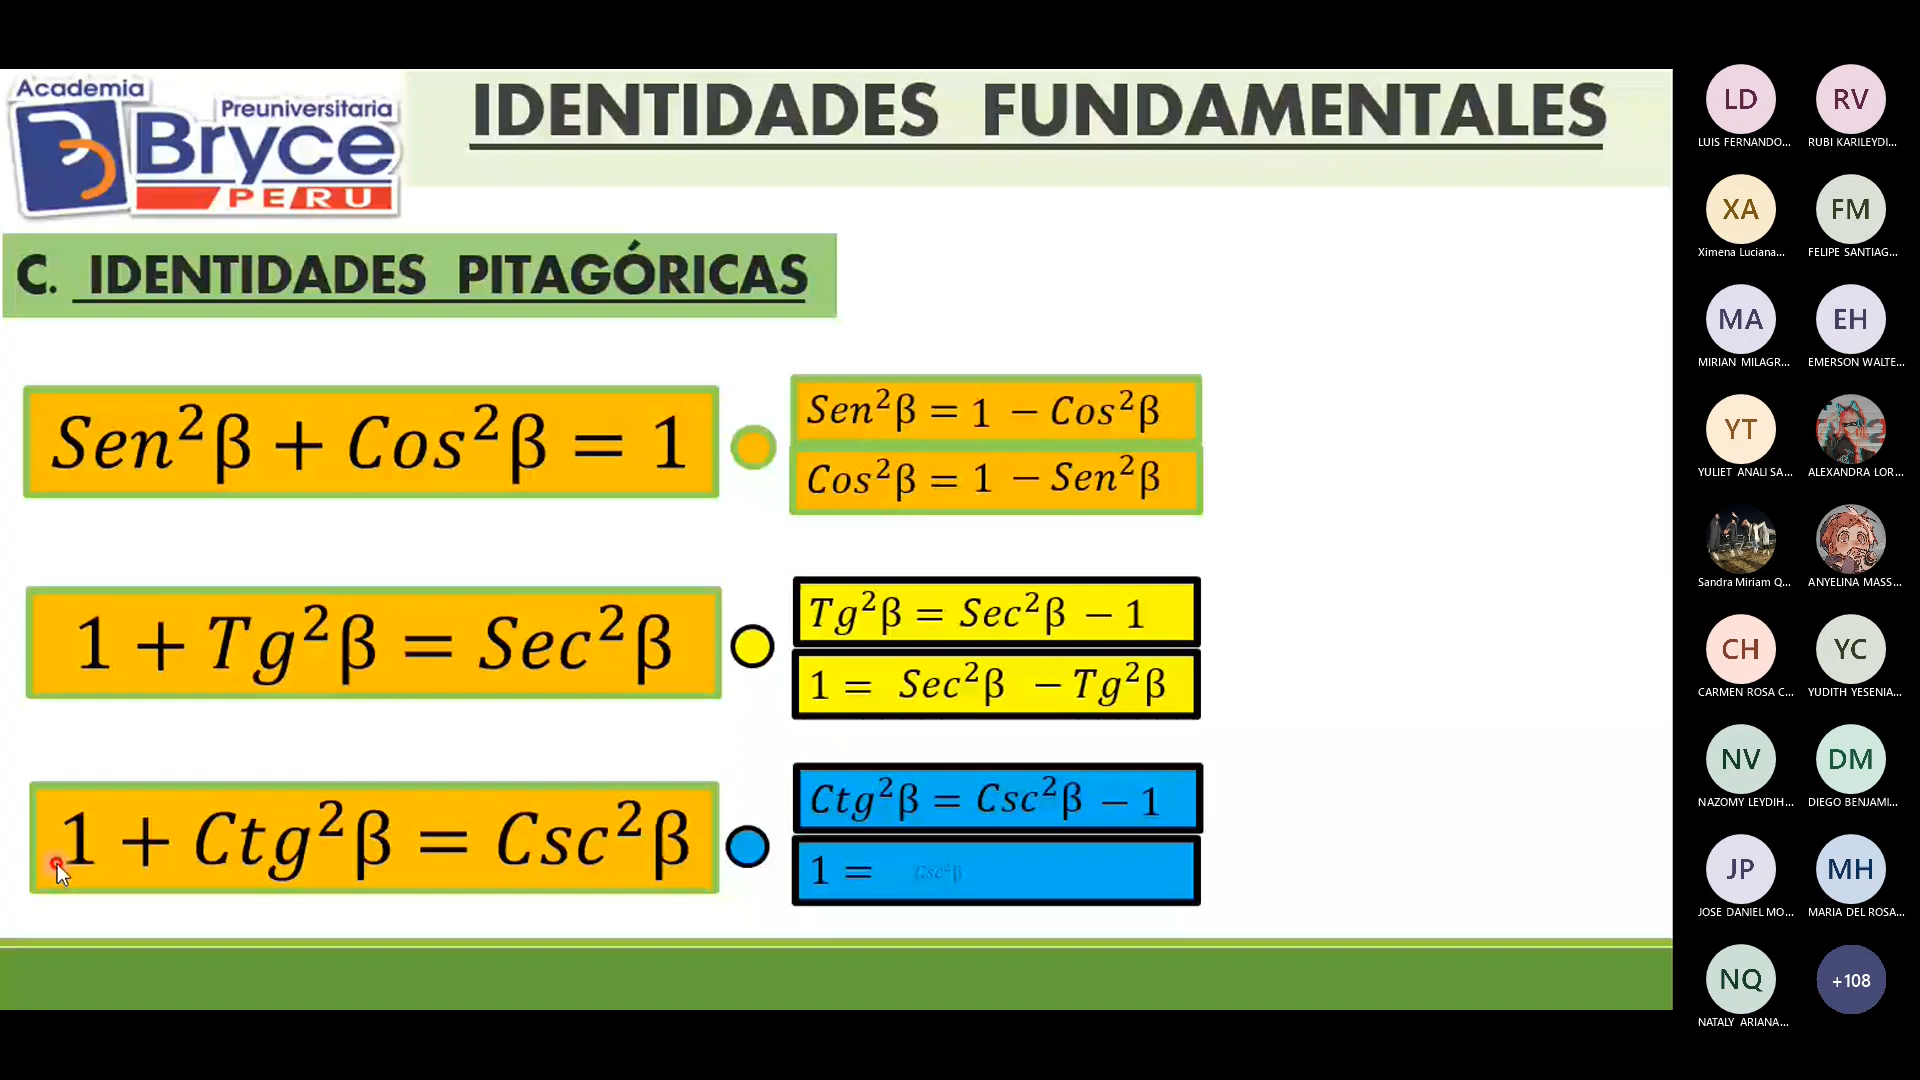 Academia
Preuniversitaria
Bryce
PERU
IDENTIDADES FUNDAMENTALES
C. IDENTIDADES PITAGÓRICAS
Sen²β + Cos²β = 1
Sen²β = 1 − Cos²β
Cos²β = 1 − Sen²β
1 + Tg²β = Sec²β
Tg²β = Sec²β − 1
1 = Sec²β − Tg²β
1 + Ctg²β = Csc²β
Ctg²β = Csc²β − 1
1 = Csc²β
LD
LUIS FERNANDO...
RV
RUBI KARILEYDI...
XA
Ximena Luciana...
FM
FELIPE SANTIAG...
MA
MIRIAN MILAGR...
EH
EMERSON WALTE...
YT
YULIET ANALI SA...
ALEXANDRA LOR...
Sandra Miriam Q...
ANYELINA MASS...
CH
CARMEN ROSA C...
YC
YUDITH YESENIA...
NV
NAZOMY LEYDIH...
DM
DIEGO BENJAMI...
JP
JOSE DANIEL MO...
MH
MARIA DEL ROSA...
NQ
NATALY ARIANA...
+108